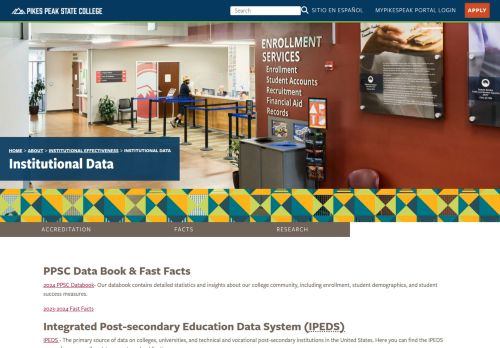 PIKES PEAK STATE COLLEGE
Search
SITIO EN ESPAÑOL
MYPIKESPEAK PORTAL LOGIN
APPLY
ENROLLMENT
SERVICES
Enrollment
Student Accounts
Recruitment
Financial Aid
Records
HOME > ABOUT > INSTITUTIONAL EFFECTIVENESS > INSTITUTIONAL DATA
Institutional Data
ACCREDITATION
FACTS
RESEARCH
PPSC Data Book & Fast Facts
2024 PPSC Databook- Our databook contains detailed statistics and insights about our college community, including enrollment, student demographics, and student
success measures.
2023-2024 Fast Facts
Integrated Post-secondary Education Data System (IPEDS)
IPEDS - The primary source of data on colleges, universities, and technical and vocational post-secondary institutions in the United States. Here you can find the IPEDS